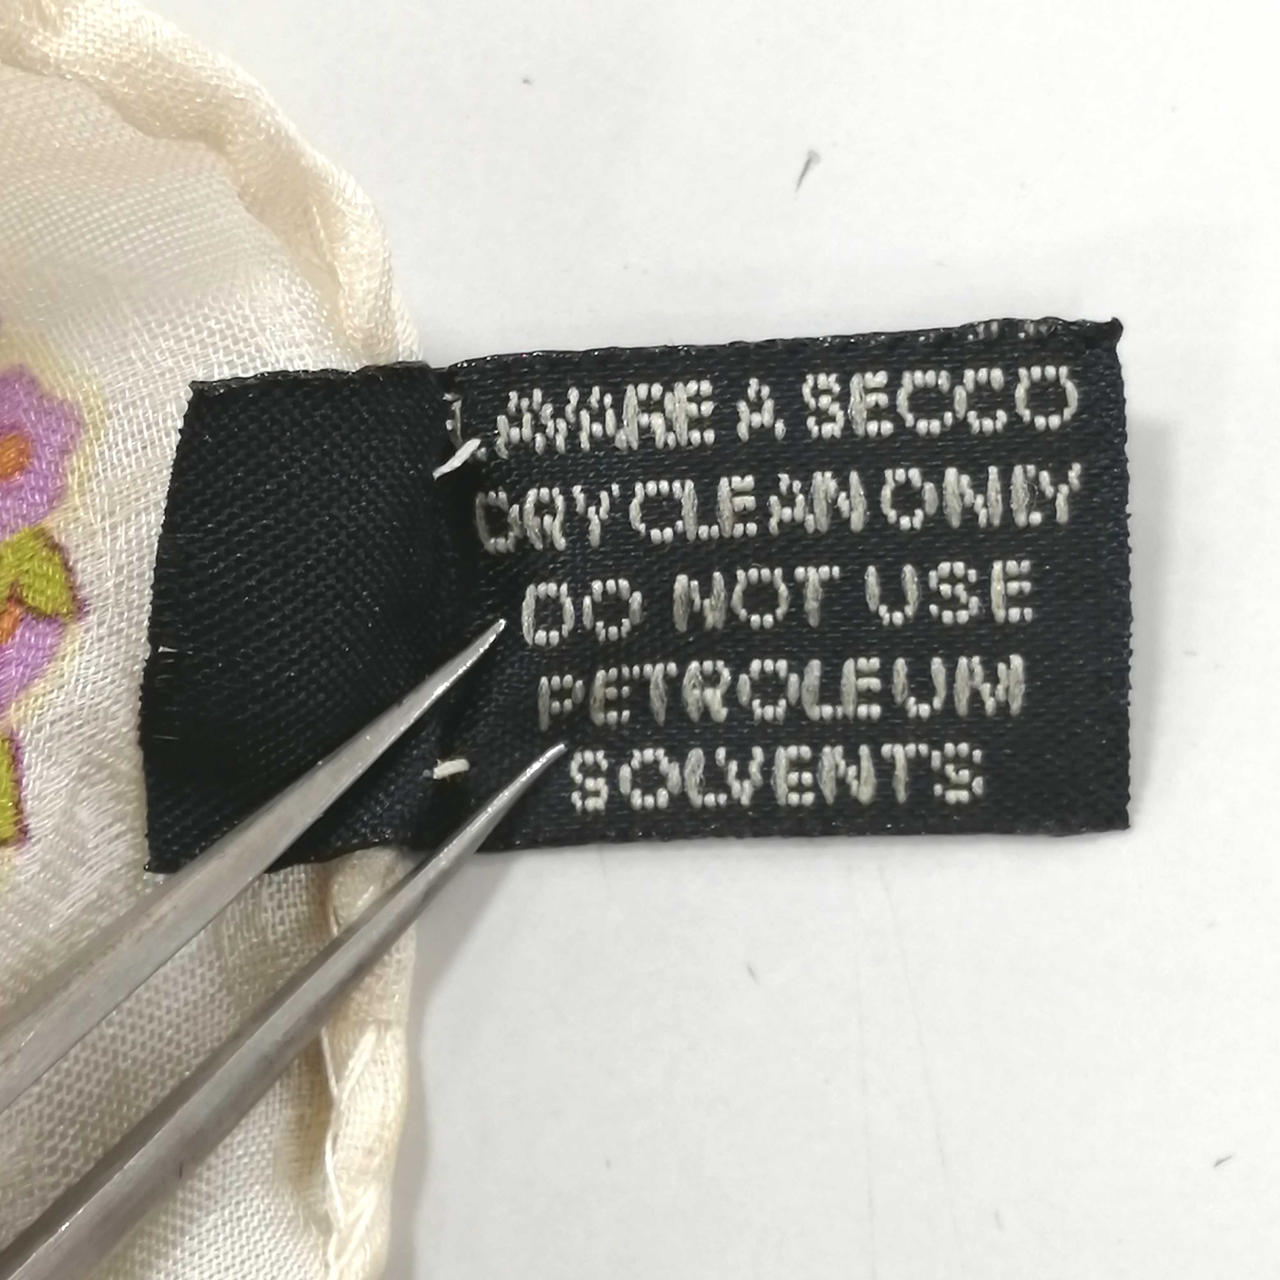 LAVARE A SECCO
DRY CLEAN ONLY
DO NOT USE
PETROLEUM
SOLVENTS